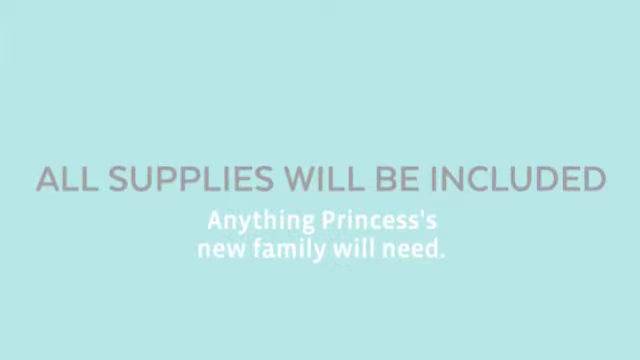 ALL SUPPLIES WILL BE INCLUDED
Anything Princess's
new family will need.